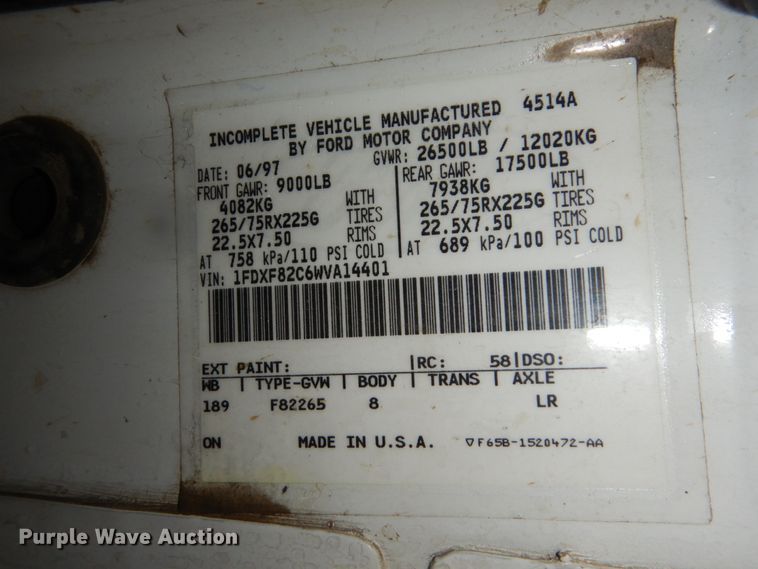 INCOMPLETE VEHICLE MANUFACTURED 4514A
BY FORD MOTOR COMPANY
DATE: 06/97 GVWR: 26500LB / 12020KG
FRONT GAWR: 9000LB REAR GAWR: 17500LB
4082KG WITH 7938KG WITH
265/75RX225G TIRES 265/75RX225G TIRES
22.5X7.50 RIMS 22.5X7.50 RIMS
AT 758 kPa/110 PSI COLD AT 689 kPa/100 PSI COLD
VIN: 1FDXF82C6WVA14401
EXT PAINT: |RC: 58|DSO:
WB | TYPE-GVW | BODY | TRANS | AXLE
189 F82265 8 LR
ON MADE IN U.S.A. ▽F65B-1520472-AA
Purple Wave Auction